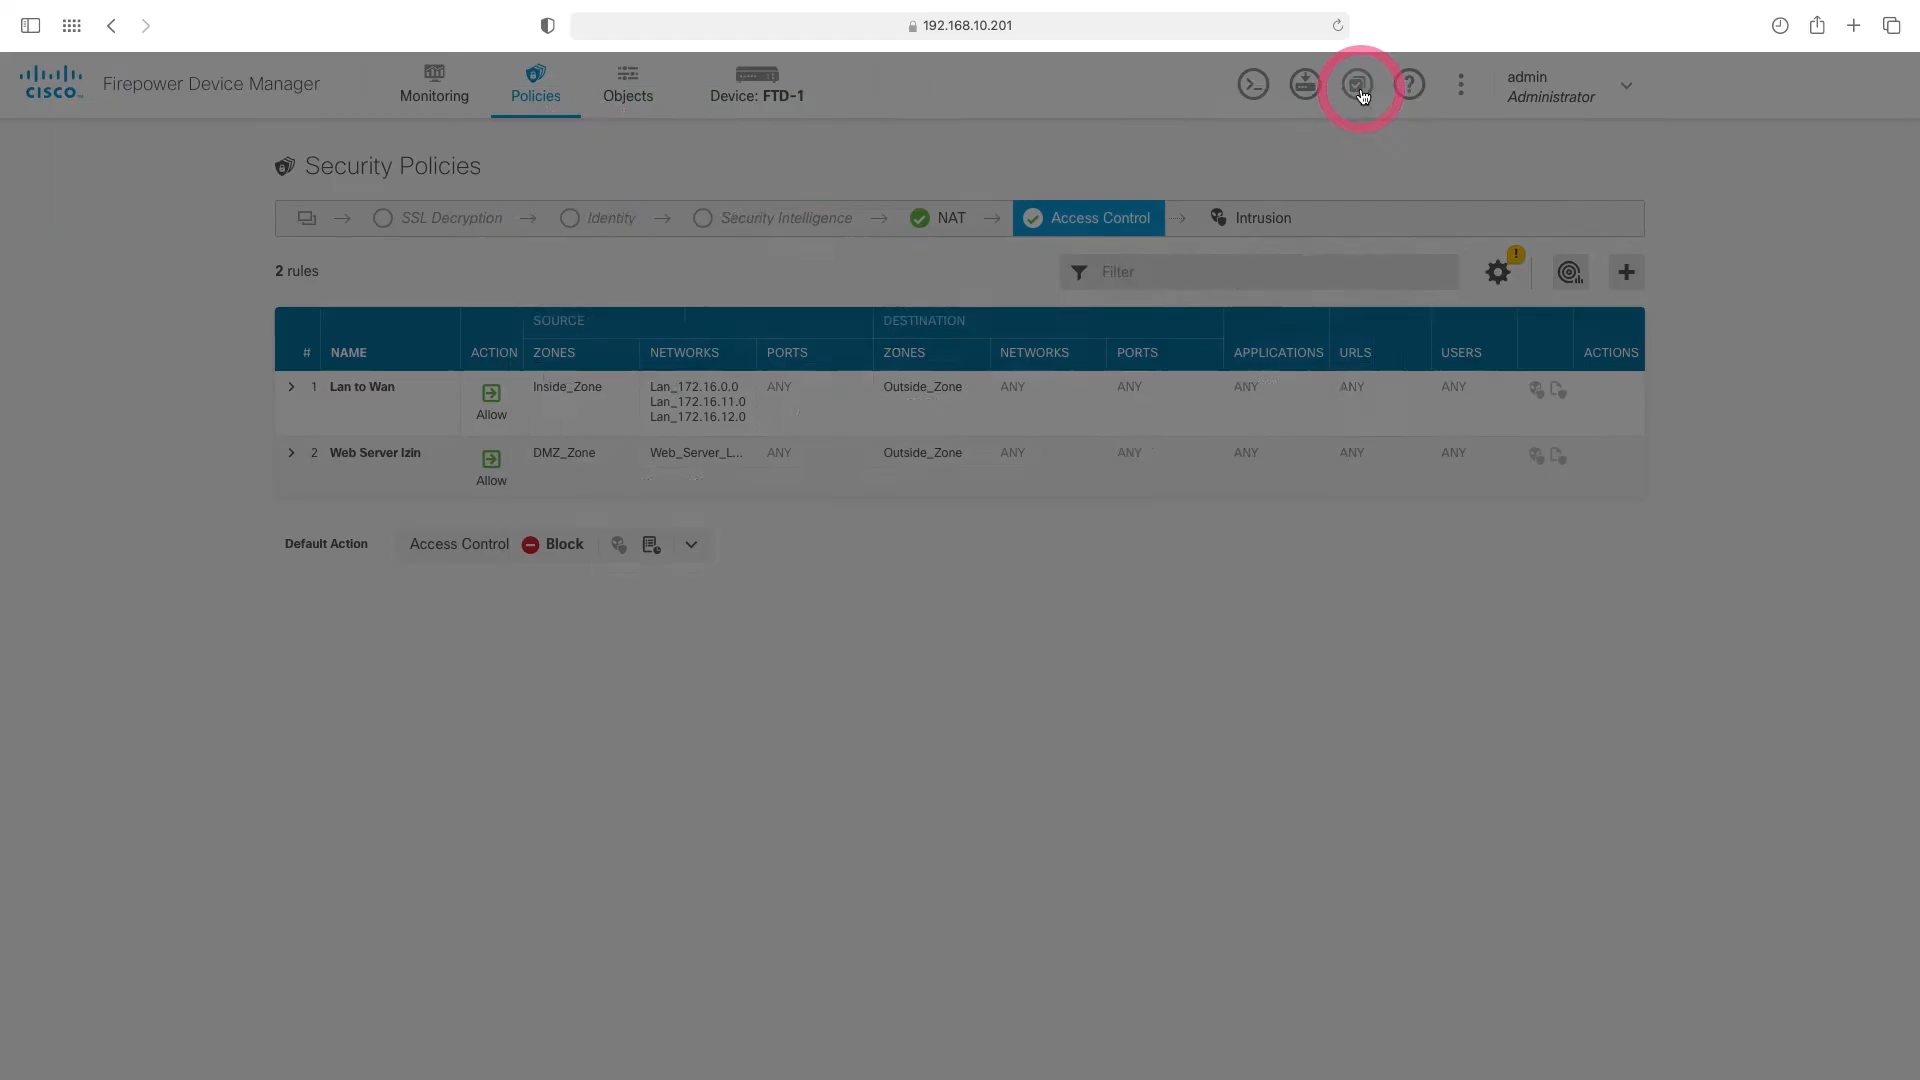 192.168.10.201
CISCO
Firepower Device Manager
Monitoring
Policies
Objects
Device: FTD-1
?
admin
Administrator
Security Policies
SSL Decryption
Identity
Security Intelligence
NAT
Access Control
Intrusion
2 rules
Filter
!
SOURCE
DESTINATION
# NAME ACTION ZONES NETWORKS PORTS ZONES NETWORKS PORTS APPLICATIONS URLS USERS ACTIONS
1 Lan to Wan Allow Inside_Zone Lan_172.16.0.0 ANY Outside_Zone ANY ANY ANY ANY ANY
Lan_172.16.11.0
Lan_172.16.12.0
2 Web Server Izin Allow DMZ_Zone Web_Server_L... ANY Outside_Zone ANY ANY ANY ANY ANY
Default Action Access Control Block